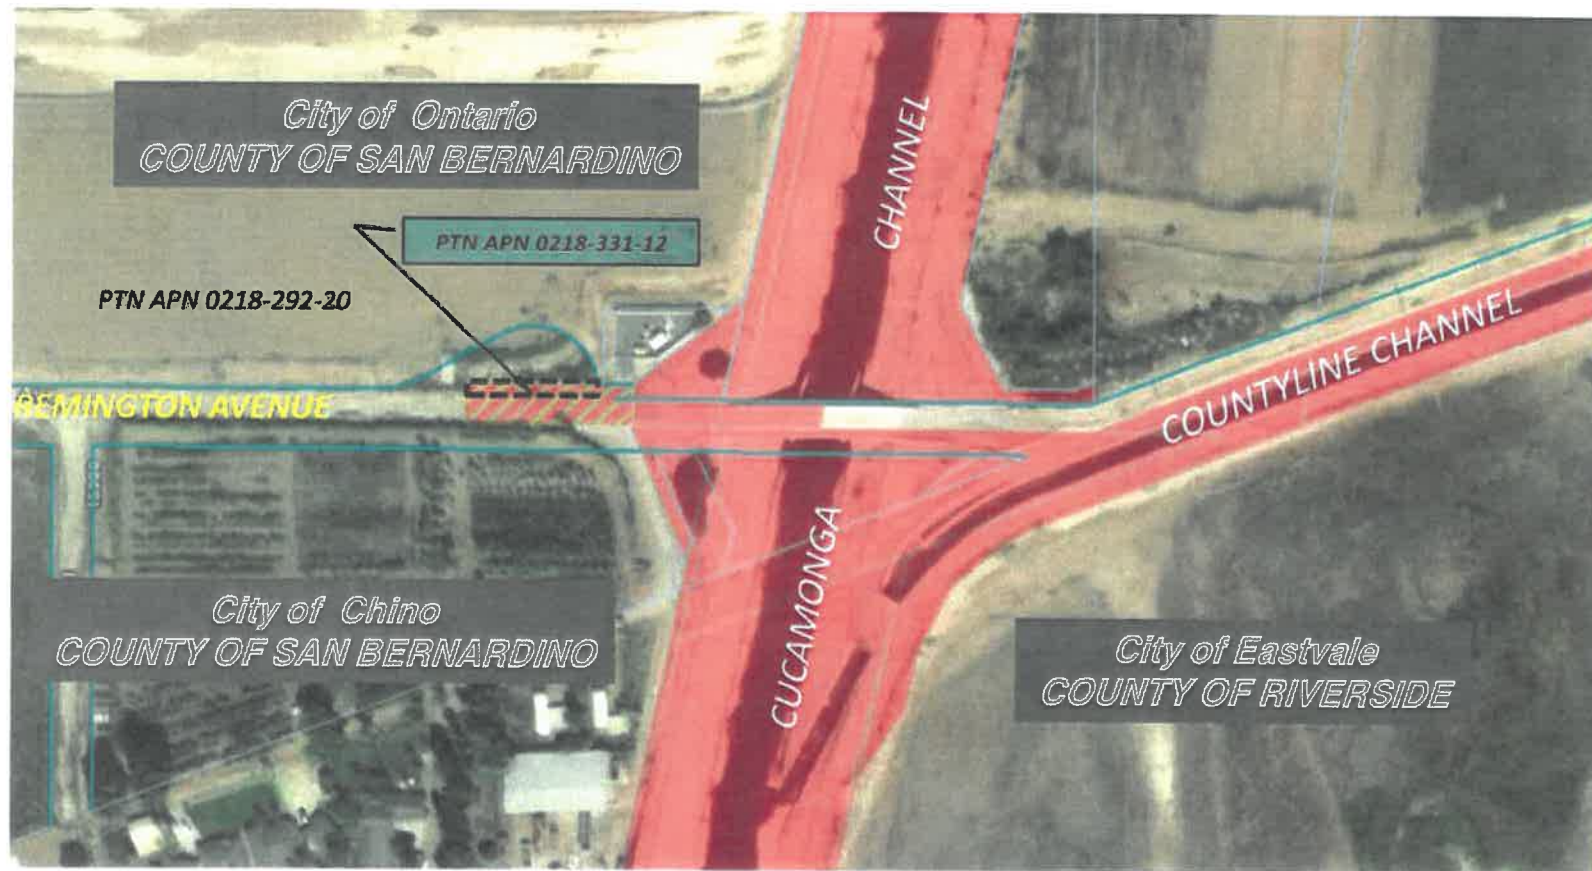 City of Ontario
COUNTY OF SAN BERNARDINO
CHANNEL
PTN APN 0218-331-12
PTN APN 0218-292-20
REMINGTON AVENUE
COUNTYLINE CHANNEL
CUCAMONGA
City of Chino
COUNTY OF SAN BERNARDINO
City of Eastvale
COUNTY OF RIVERSIDE